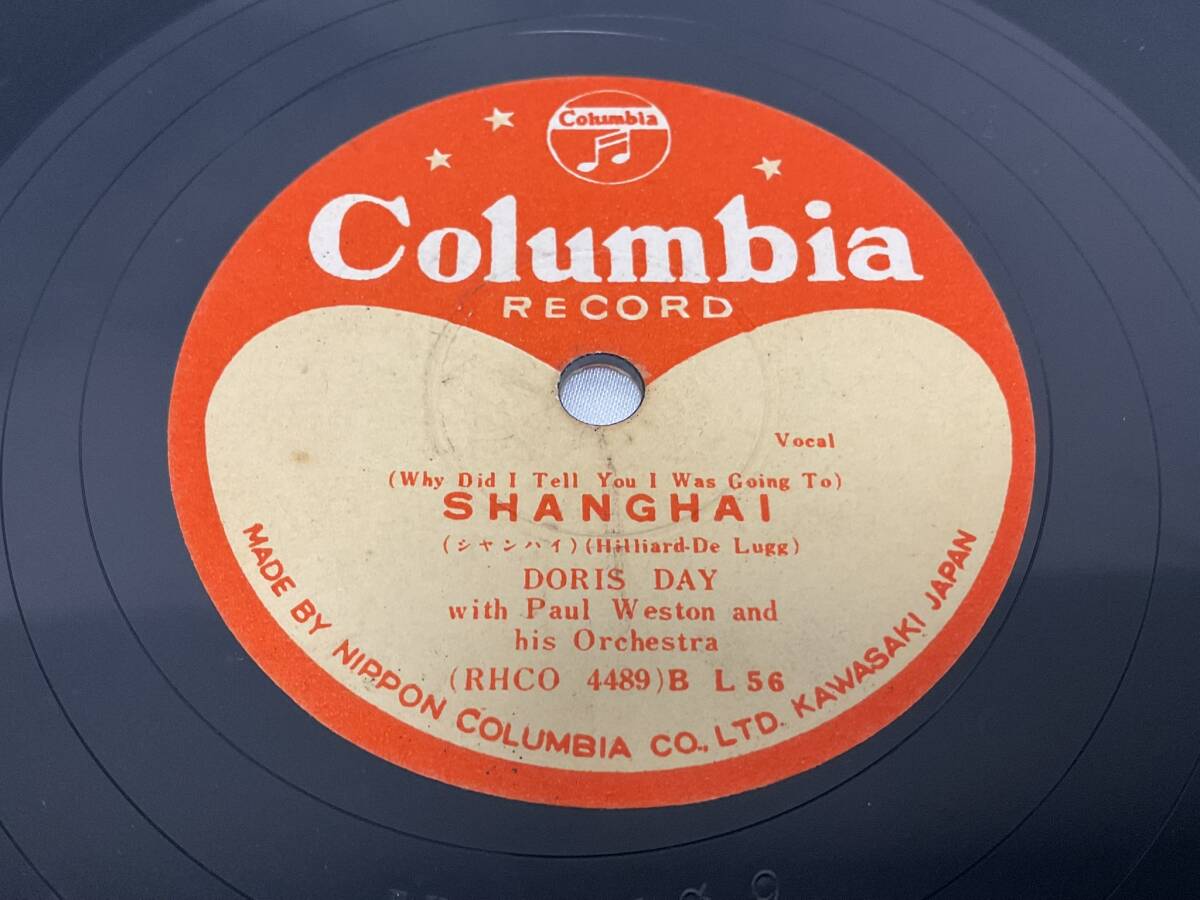 Columbia
Columbia
RECORD
Vocal
(Why Did I Tell You I Was Going To)
SHANGHAI
(シャンハイ)(Hilliard-De Lugg)
DORIS DAY
with Paul Weston and
his Orchestra
(RHCO 4489)B L 56
MADE BY NIPPON COLUMBIA CO., LTD. KAWASAKI JAPAN